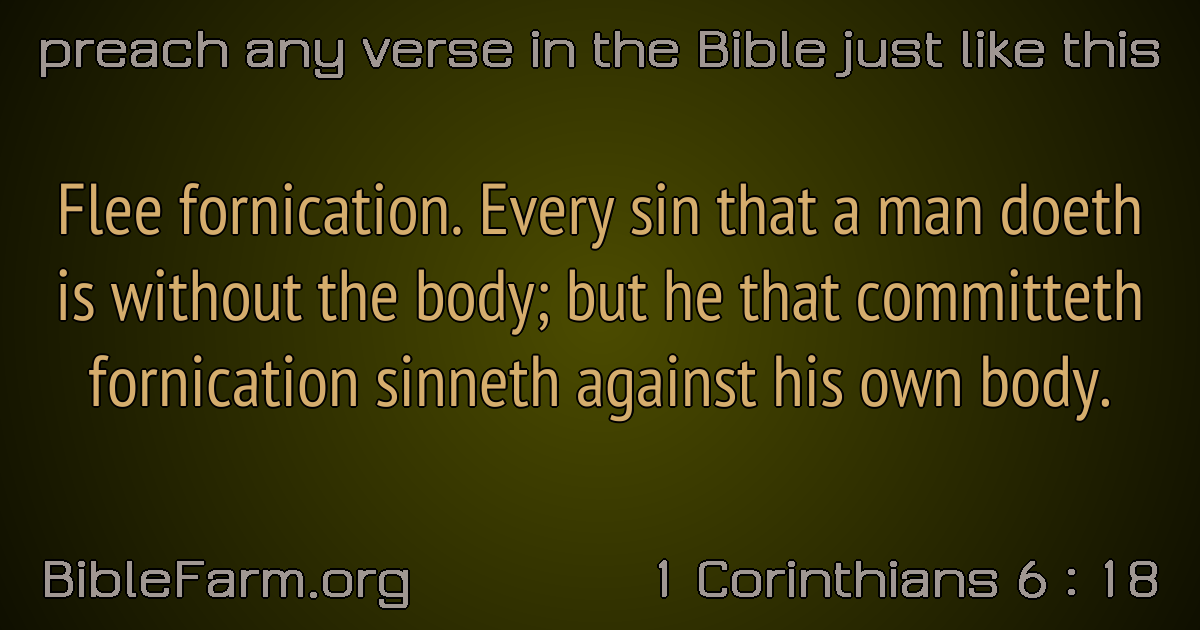 preach any verse in the Bible just like this
Flee fornication. Every sin that a man doeth
is without the body; but he that committeth
fornication sinneth against his own body.
BibleFarm.org
1 Corinthians 6 : 18